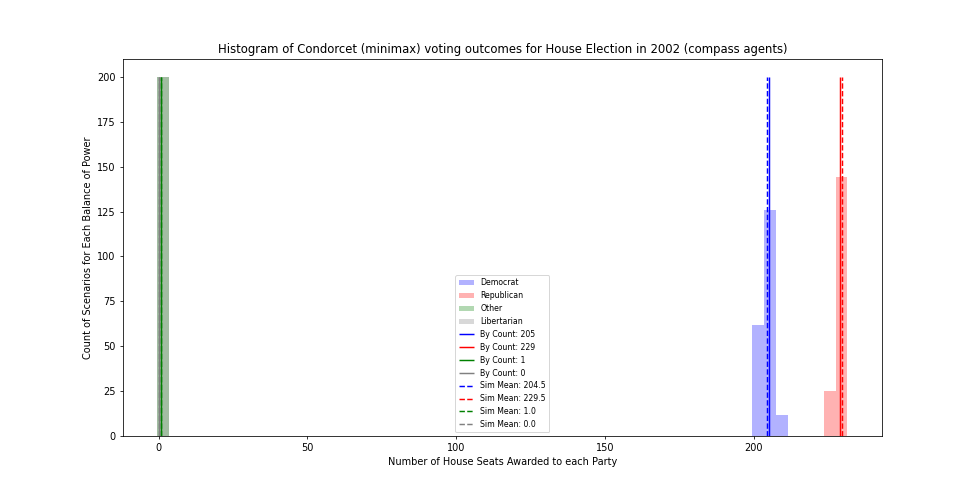 Histogram of Condorcet (minimax) voting outcomes for House Election in 2002 (compass agents)
200
175
150
125
100
75
50
25
0
Count of Scenarios for Each Balance of Power
Democrat
Republican
Other
Libertarian
By Count: 205
By Count: 229
By Count: 1
By Count: 0
Sim Mean: 204.5
Sim Mean: 229.5
Sim Mean: 1.0
Sim Mean: 0.0
0 50 100 150 200
Number of House Seats Awarded to each Party